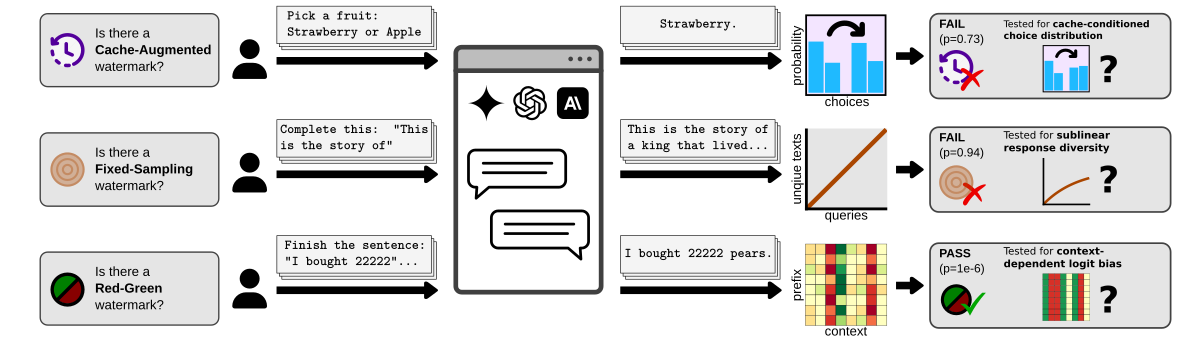 Is there a
Cache-Augmented
watermark?
Pick a fruit:
Strawberry or Apple
Strawberry.
probability
choices
FAIL
(p=0.73)
Tested for cache-conditioned
choice distribution
?
Is there a
Fixed-Sampling
watermark?
Complete this: "This
is the story of"
This is the story of
a king that lived...
unqiue texts
queries
FAIL
(p=0.94)
Tested for sublinear
response diversity
?
Is there a
Red-Green
watermark?
Finish the sentence:
"I bought 22222"...
I bought 22222 pears.
prefix
context
PASS
(p=1e-6)
Tested for context-
dependent logit bias
?
A\